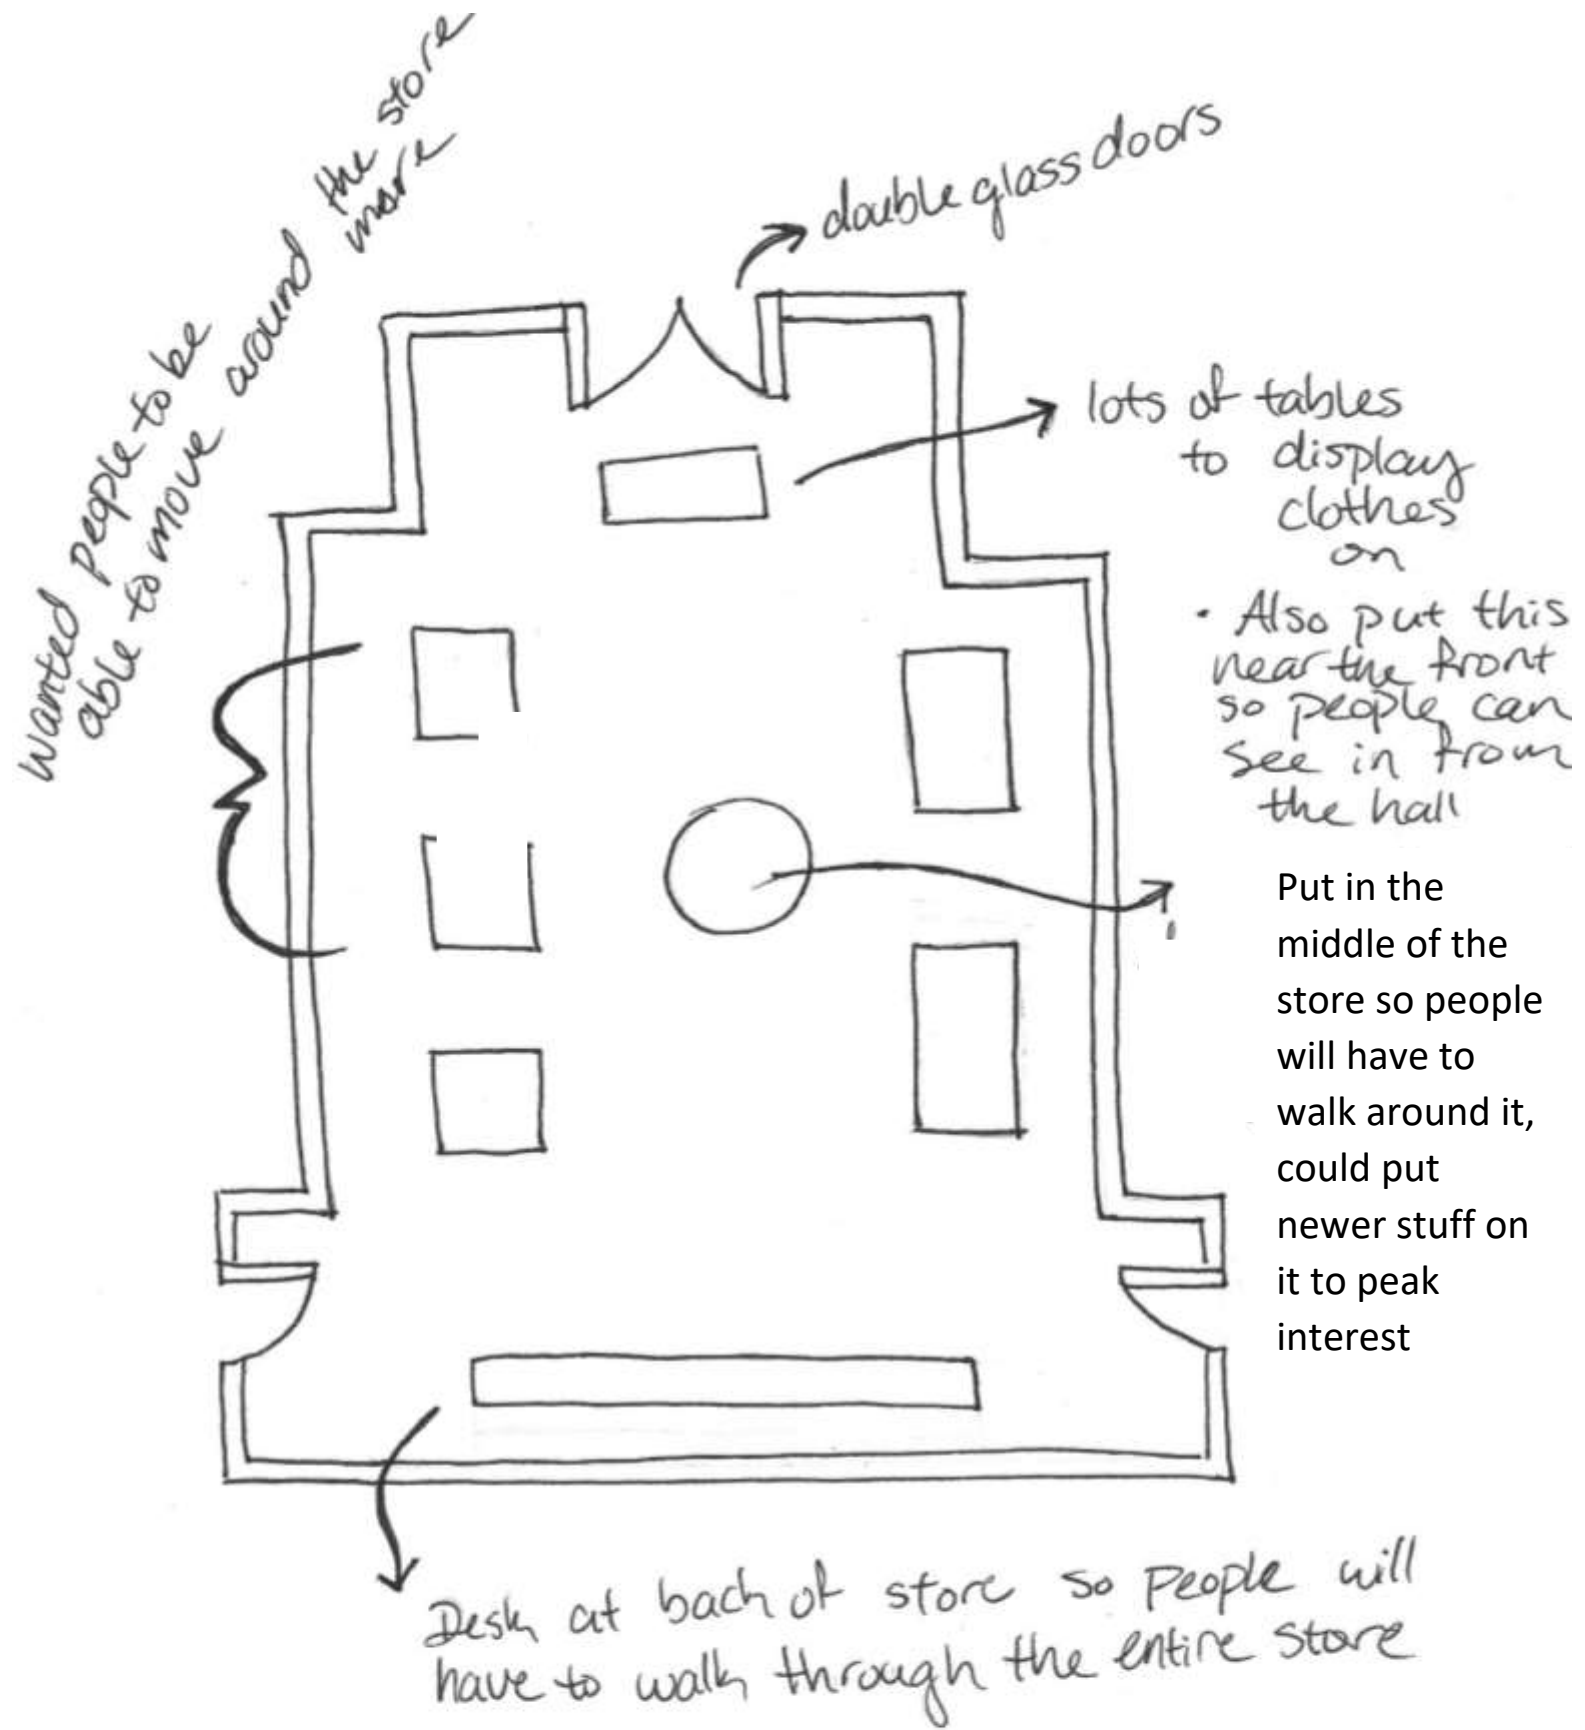 wanted people to be
able to move around the store
more
double glass doors
lots of tables
to display
clothes
on
• Also put this
near the front
so people can
see in from
the hall
Put in the
middle of the
store so people
will have to
walk around it,
could put
newer stuff on
it to peak
interest
Desk at back of store so people will
have to walk through the entire store